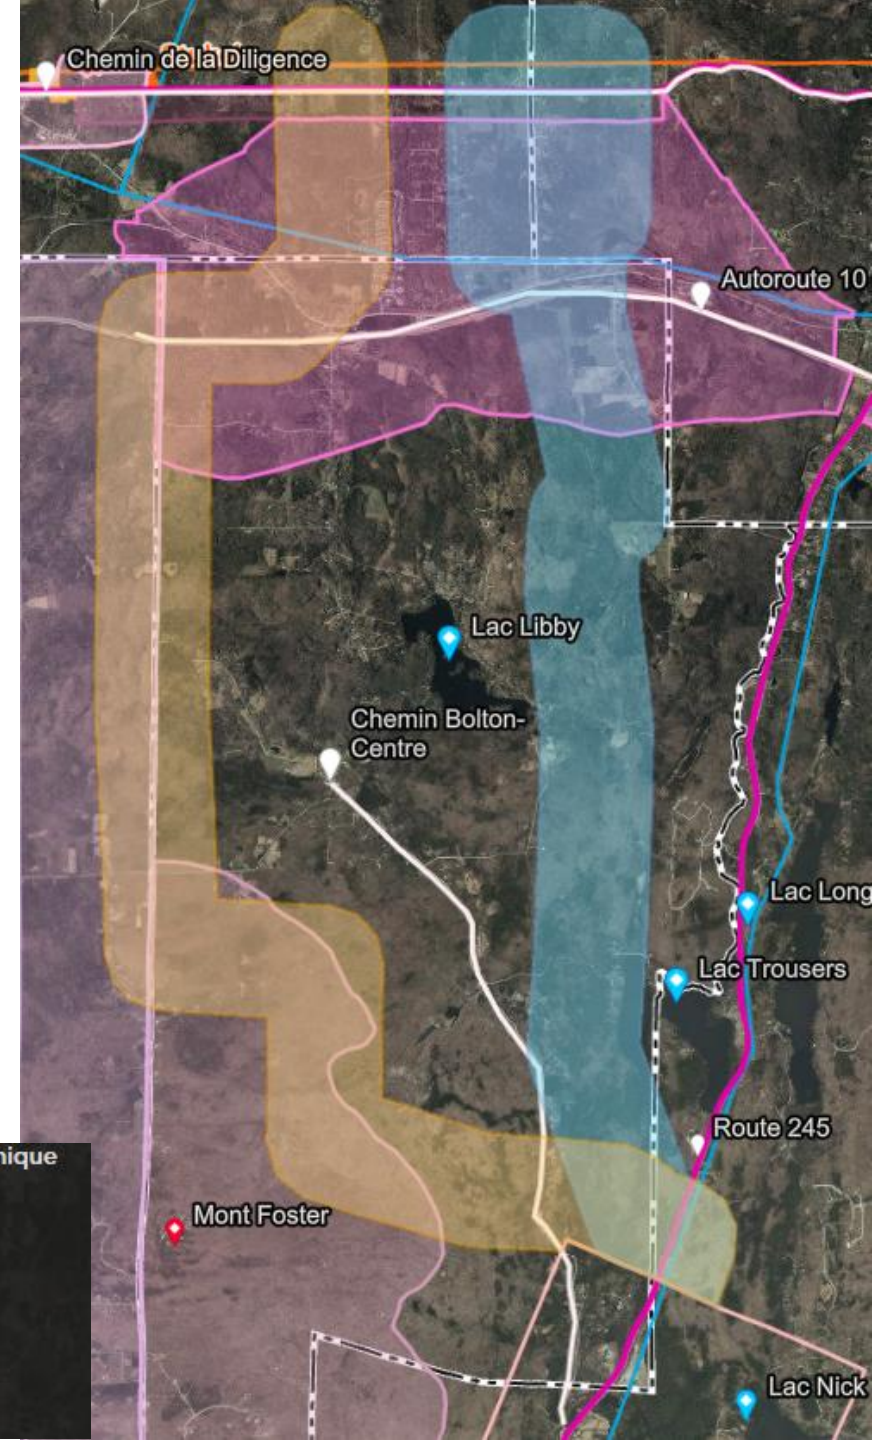 Chemin de la Diligence
Autoroute 10
Lac Libby
Chemin Bolton-
Centre
Lac Long
Lac Trousers
Route 245
nique
Mont Foster
Lac Nick